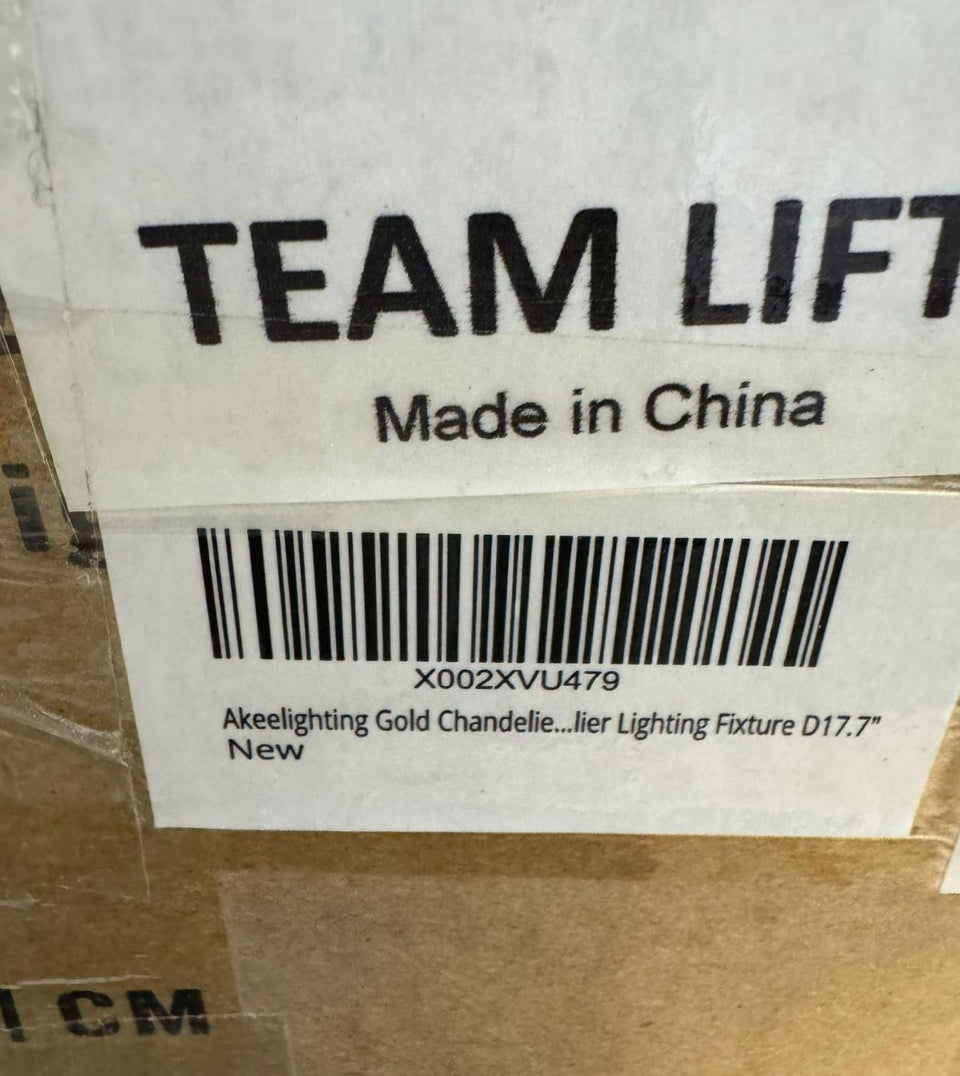 TEAM LIFT
Made in China
X002XVU479
Akeelighting Gold Chandelie...lier Lighting Fixture D17.7"
New
CM